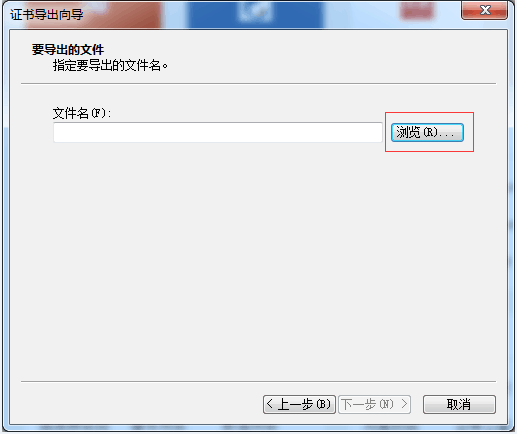 证书导出向导
要导出的文件
指定要导出的文件名。
文件名(F):
浏览(R)...
< 上一步(B)
下一步(N) >
取消